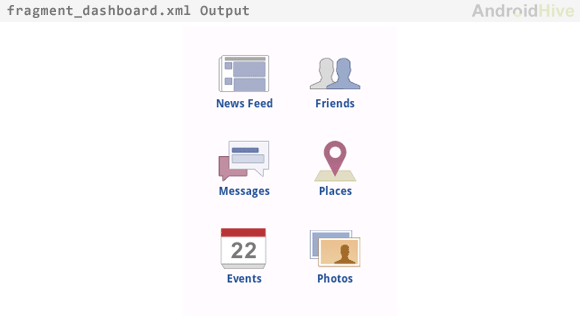 fragment_dashboard.xml Output
AndroidHive
News Feed
Friends
Messages
Places
22
Events
Photos